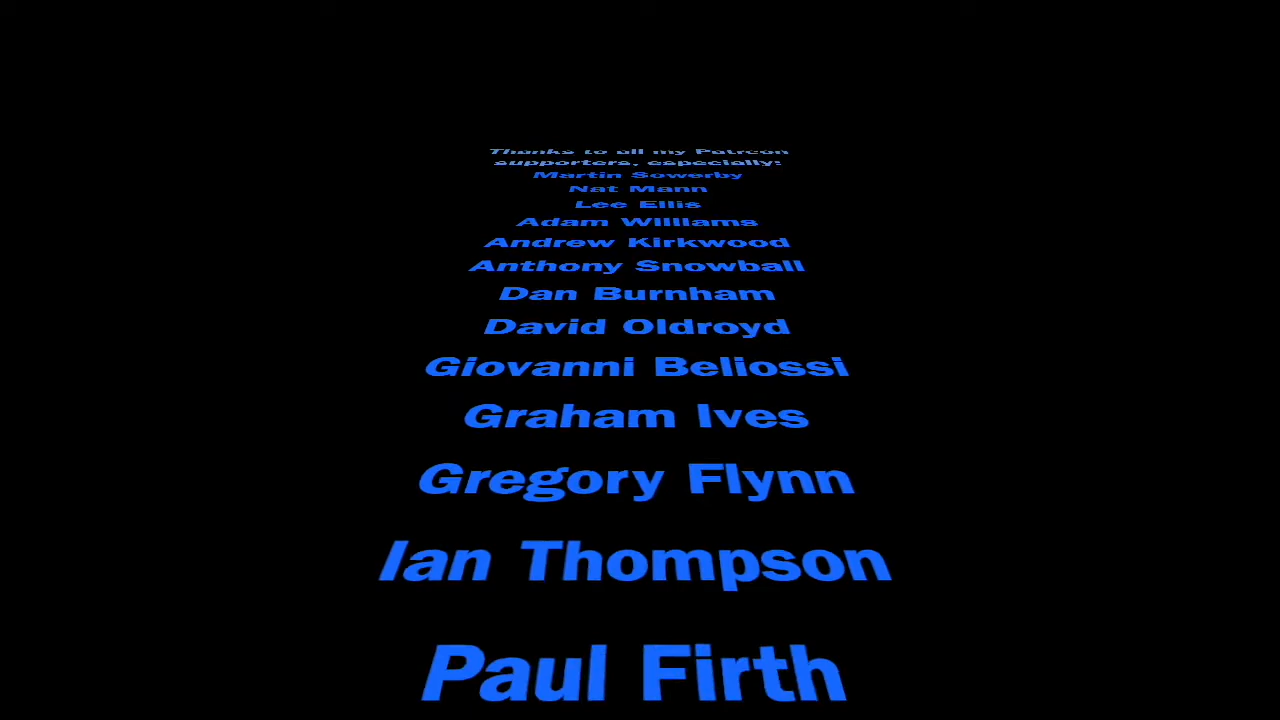 Thanks to all my Patreon
supporters, especially:
Martin Sowerby
Nat Mann
Lee Ellis
Adam Williams
Andrew Kirkwood
Anthony Snowball
Dan Burnham
David Oldroyd
Giovanni Beliossi
Graham Ives
Gregory Flynn
Ian Thompson
Paul Firth